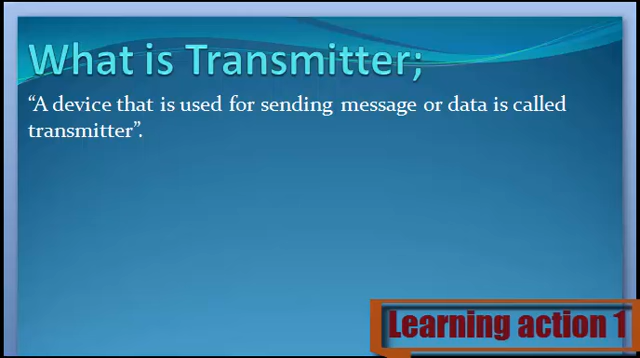 What is Transmitter;
“A device that is used for sending message or data is called
transmitter”.
Learning action 1